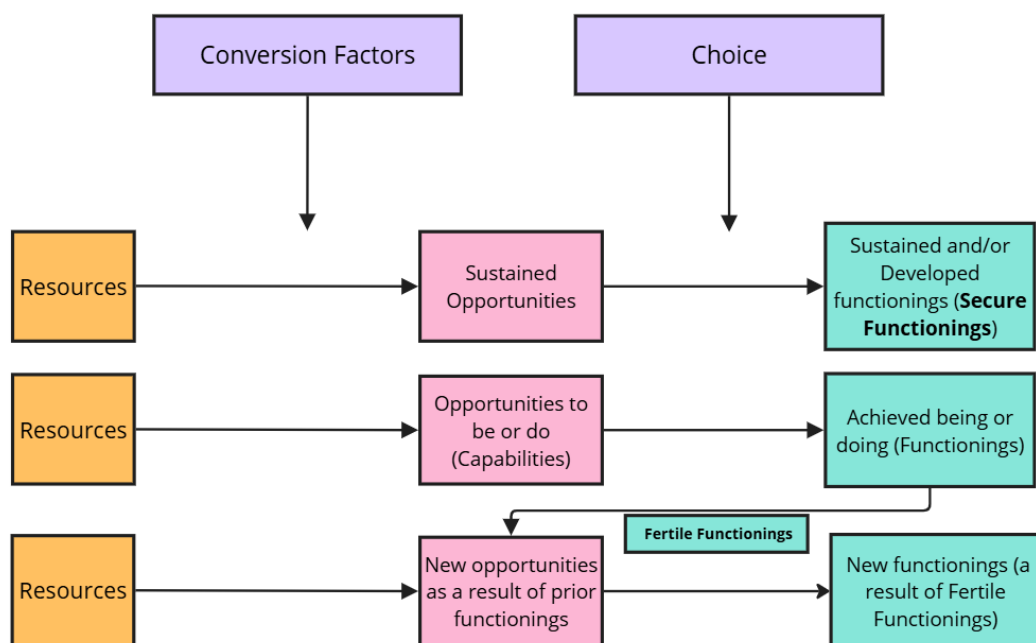 Conversion Factors
Choice
Resources
Sustained
Opportunities
Sustained and/or
Developed
functionings (Secure
Functionings)
Resources
Opportunities to
be or do
(Capabilities)
Achieved being or
doing (Functionings)
Fertile Functionings
Resources
New opportunities
as a result of prior
functionings
New functionings (a
result of Fertile
Functionings)